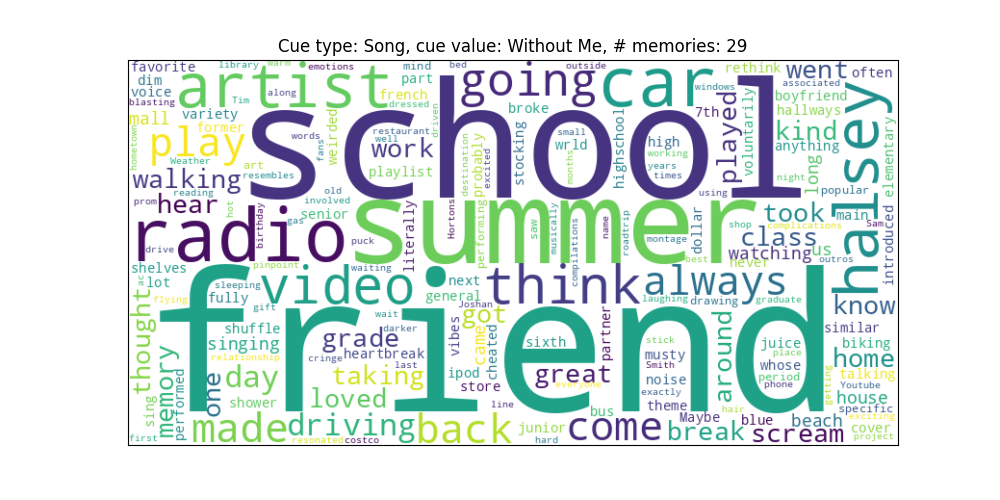 Cue type: Song, cue value: Without Me, # memories: 29
favorite library warm emotions mind bed going outside rethink went often
dim along part car windows associated
voice artist french boyfriend
blasting Tim dressed broke 7th hallways
mall variety driven
play former weirded words fans restaurant well work school small wrld high played voluntarily kind anything halsey elementary
hometown Weather art playlist destination excited probably stocking months highschool working years times long
walking reading resembles night popular
prom hear hot birthday old involved senior literally Hortons performing summer saw musically compilations name roadtrip using took main Sam introduced
radio gas puck montage dollar shop complications class us
drive pinpoint waiting best never watching outros
shelves ac lot sleeping video next think always
thought flying gift fully general laughing drawing graduate know
shuffle wait Joshan got stick around similar
singing darker vibes came cheated sixth partner musty juice biking
relationship cringe grade heartbreak Smith whose place home
memory day last ipod great noise period talking
one taking store everyone exactly phone getting Youtube house
sing performed shower loved line bus theme hair specific
friend Maybe blue beach exciting
made driving back junior come break scream cover
first resonated costco hard project